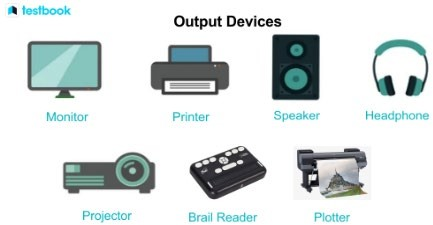 testbook
Output Devices
Monitor
Printer
Speaker
Headphone
Projector
Brail Reader
Plotter